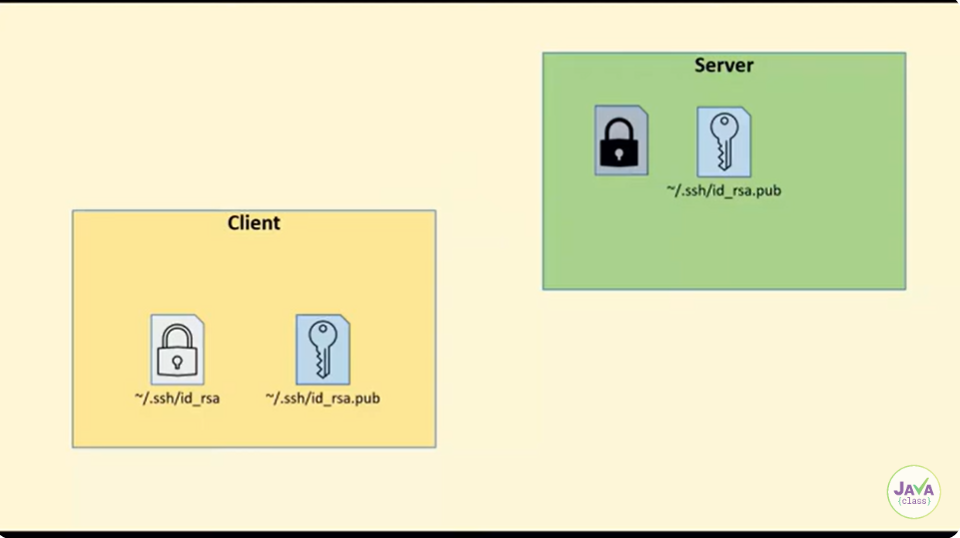 Server
~/.ssh/id_rsa.pub
Client
~/.ssh/id_rsa
~/.ssh/id_rsa.pub
JAVA
{class}